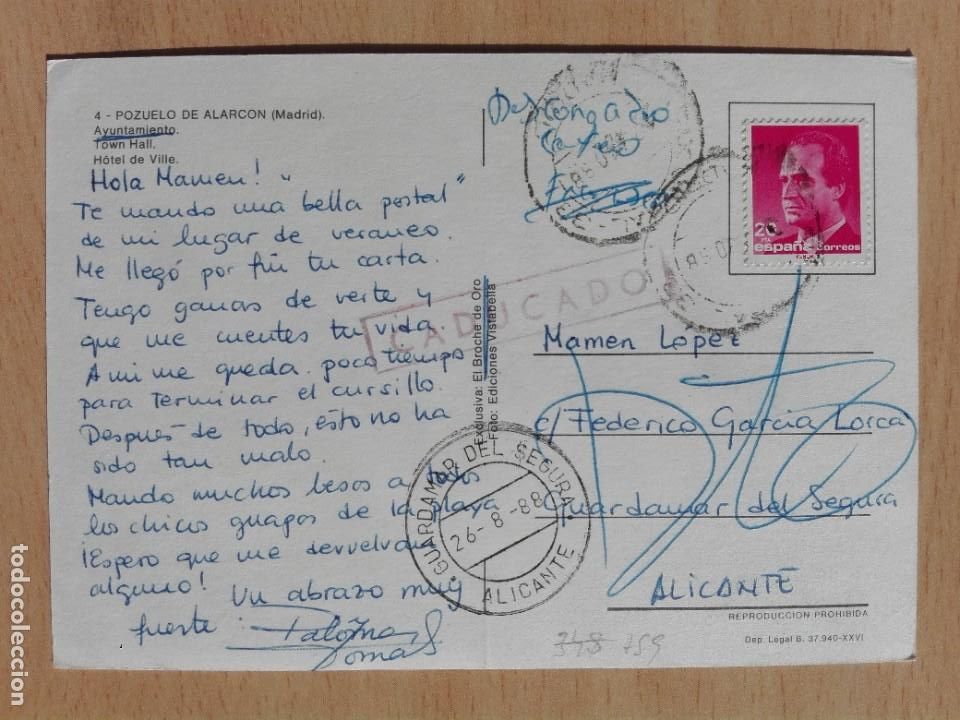 4 - POZUELO DE ALARCON (Madrid).
Ayuntamiento.
Town Hall.
Hôtel de Ville.
Hola Mamen!
Te mando una "bella postal"
de mi lugar de veraneo.
Me llegó por fin tu carta.
Tengo ganas de verte y
que me cuentes tu vida.
A mi me queda poco tiempo
para terminar el cursillo.
Después de todo, esto no ha
sido tan malo.
Mando muchos besos a todos
los chicos guapos de la playa
¡Espero que me devuelvan
alguno! Un abrazo muy
fuerte: Paloma
CADUCADO
Exclusiva: El Broche de Oro
Foto: Ediciones Vistabella
GUARDAMAR DEL SEGURA
26-8-88
ALICANTE
Desconocido
20
PTA
españa correos
Mamen Lopez
c/ Federico Garcia Lorca
Guardamar del Segura
ALICANTE
REPRODUCCION PROHIBIDA
Dep. Legal B. 37.940-XXVI
348 759
todocoleccion